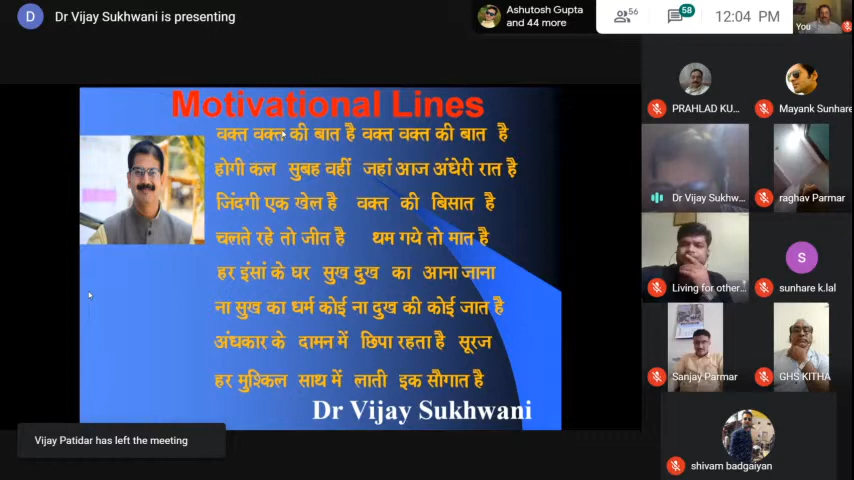 D Dr Vijay Sukhwani is presenting
Ashutosh Gupta
and 44 more
56
58
12:04 PM
You
Motivational Lines
वक्त वक्त की बात है वक्त वक्त की बात है
होगी कल सुबह वहीं जहां आज अंधेरी रात है
जिंदगी एक खेल है वक्त की बिसात है
चलते रहे तो जीत है थम गये तो मात है
हर इंसां के घर सुख दुख का आना जाना
ना सुख का धर्म कोई ना दुख की कोई जात है
अंधकार के दामन में छिपा रहता है सूरज
हर मुश्किल साथ में लाती इक सौगात है
Dr Vijay Sukhwani
PRAHLAD KU...
Mayank Sunhare
Dr Vijay Sukhw...
raghav Parmar
Living for other...
S
sunhare k.lal
Sanjay Parmar
GHS KITHA
shivam badgaiyan
Vijay Patidar has left the meeting